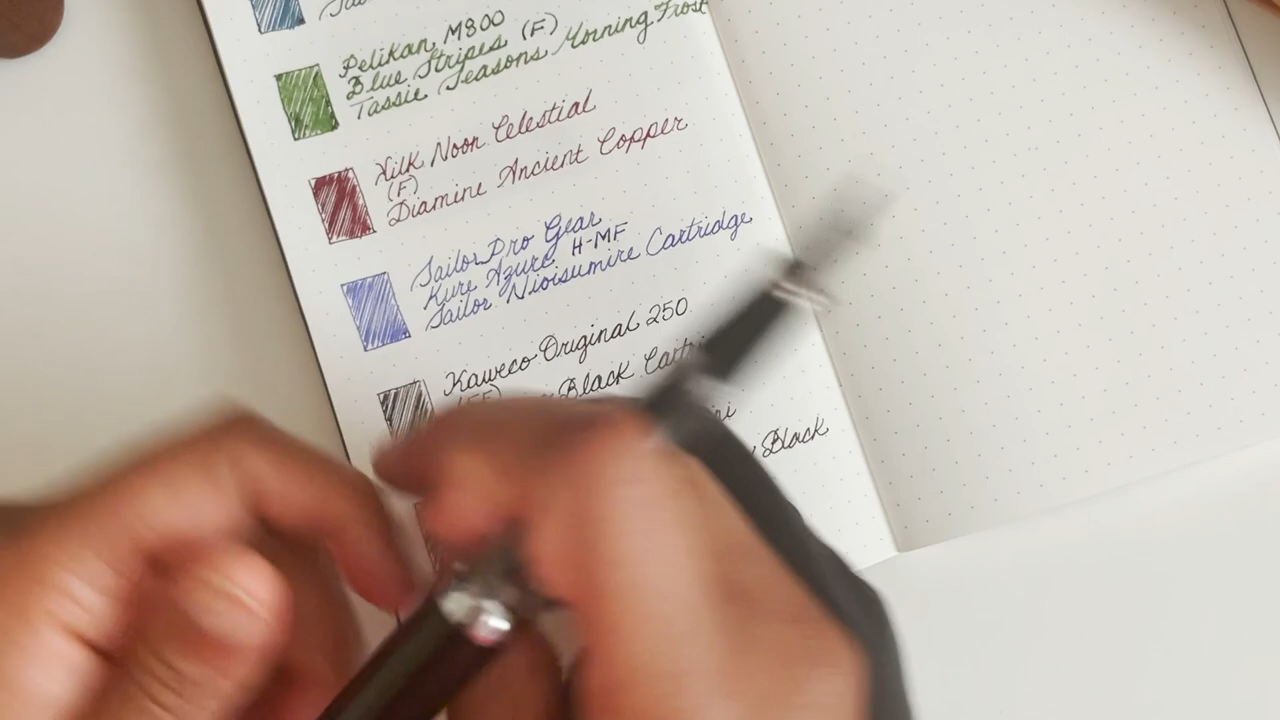 Pelikan M800
Blue Stripes (F)
Tassie Seasons Morning Frost
Xilk Noor Celestial
(F)
Diamine Ancient Copper
Sailor Pro Gear
Kure Azure H-MF
Sailor Nioisumire Cartridge
Kaweco Original 250
Black
Black